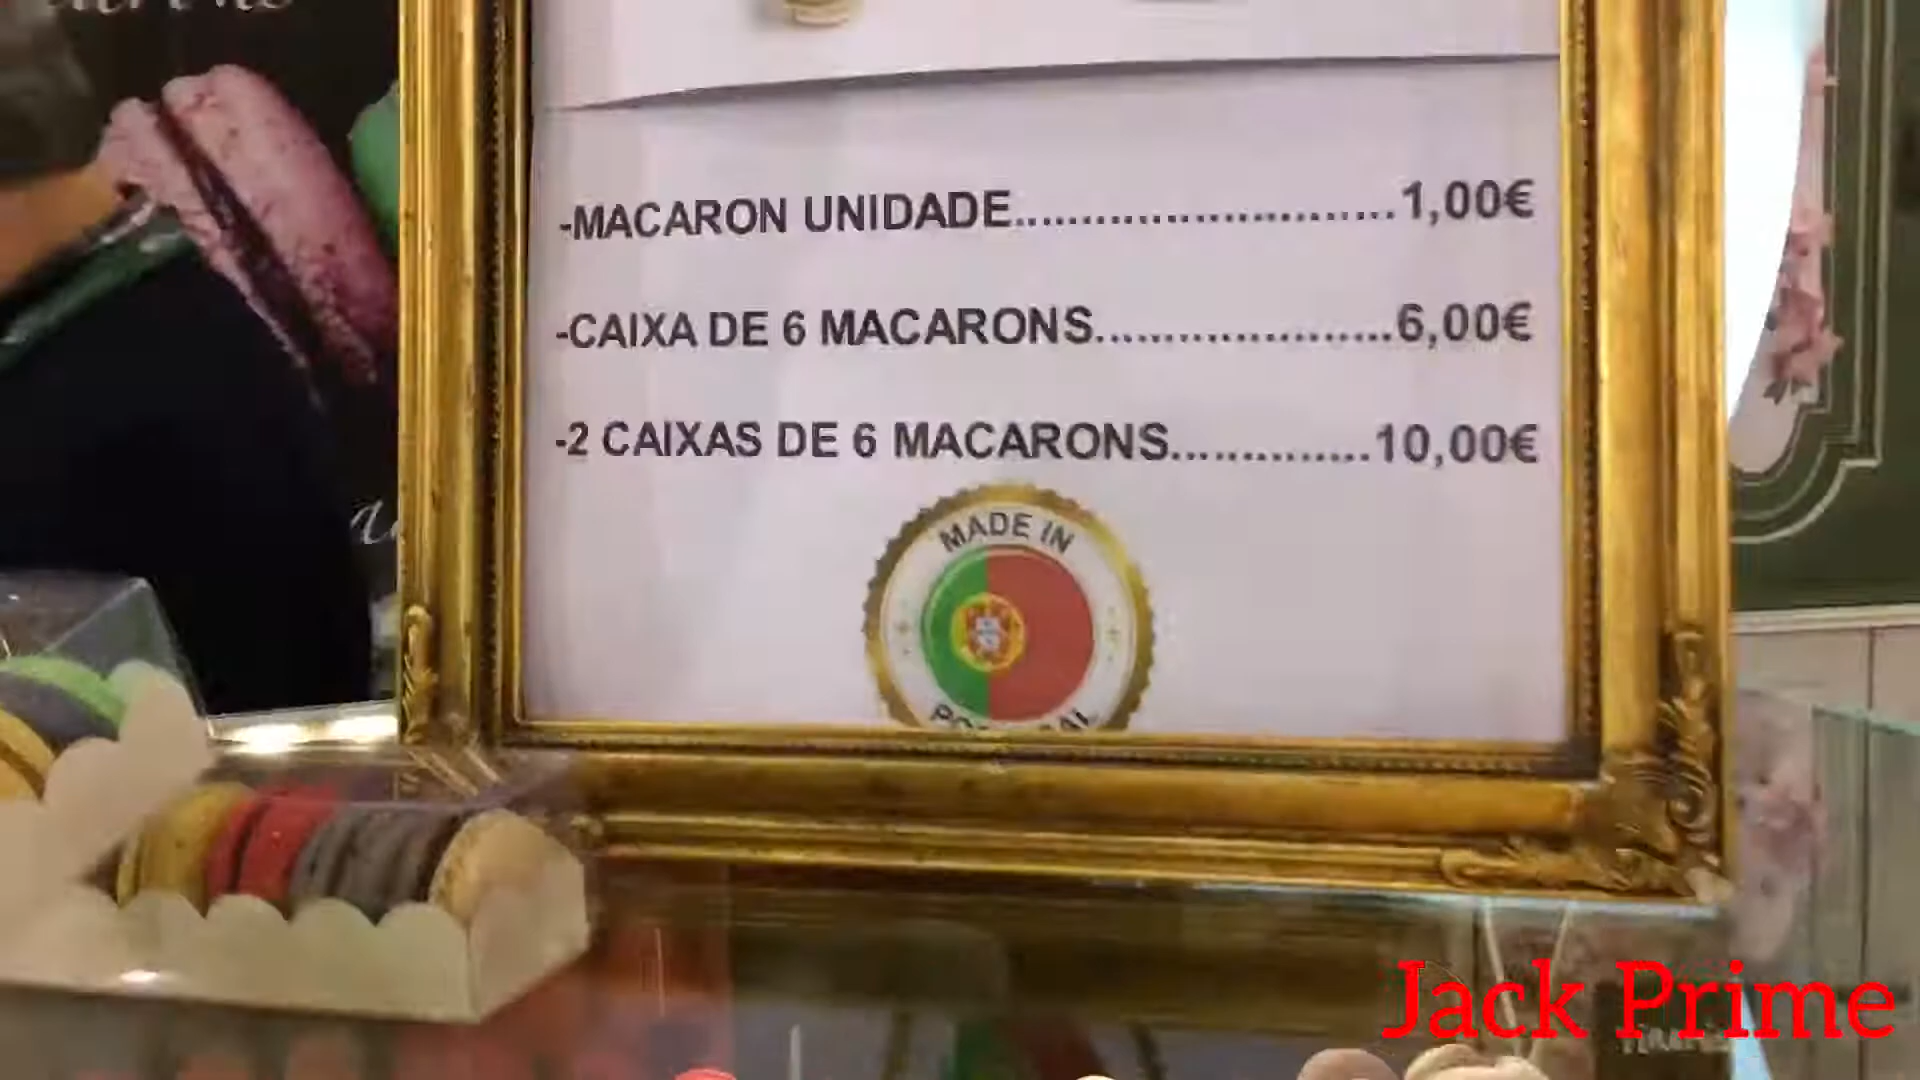 -MACARON UNIDADE............................1,00€
-CAIXA DE 6 MACARONS......................6,00€
-2 CAIXAS DE 6 MACARONS..............10,00€
MADE IN
Jack Prime